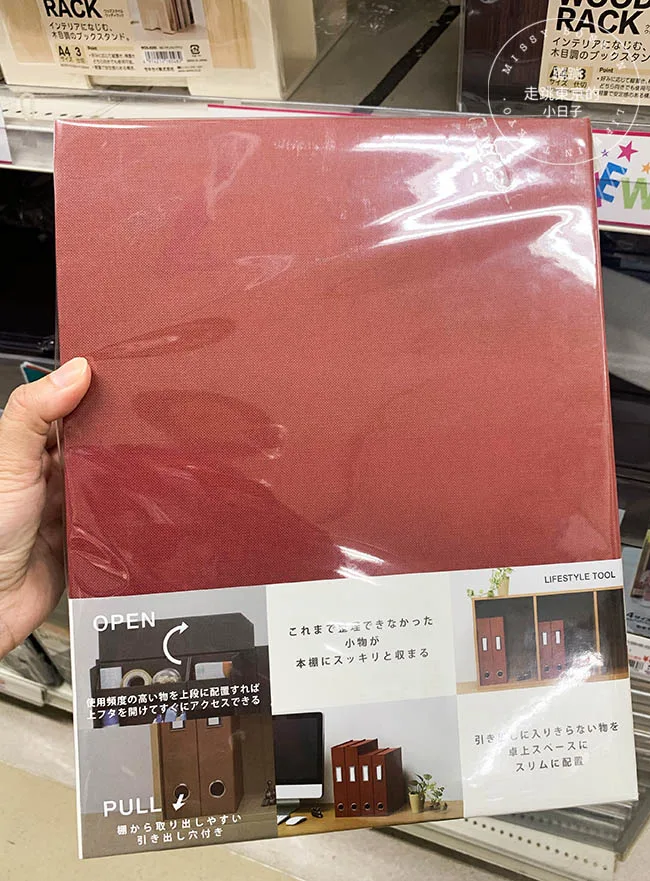 RACK
インテリアになじむ、
木目調のブックスタンド。
A4 3
Point
WOOD
RACK
インテリアになじむ、
木目調のブックスタンド。
Point
走跳東京的
小日子
LIFESTYLE TOOL
OPEN
使用頻度の高い物を上段に配置すれば
上フタを開けてすぐにアクセスできる
これまで整理できなかった
小物が
本棚にスッキリと収まる
PULL
棚から取り出しやすい
引き出し穴付き
引き出しに入りきらない物を
卓上スペースに
スリムに配置